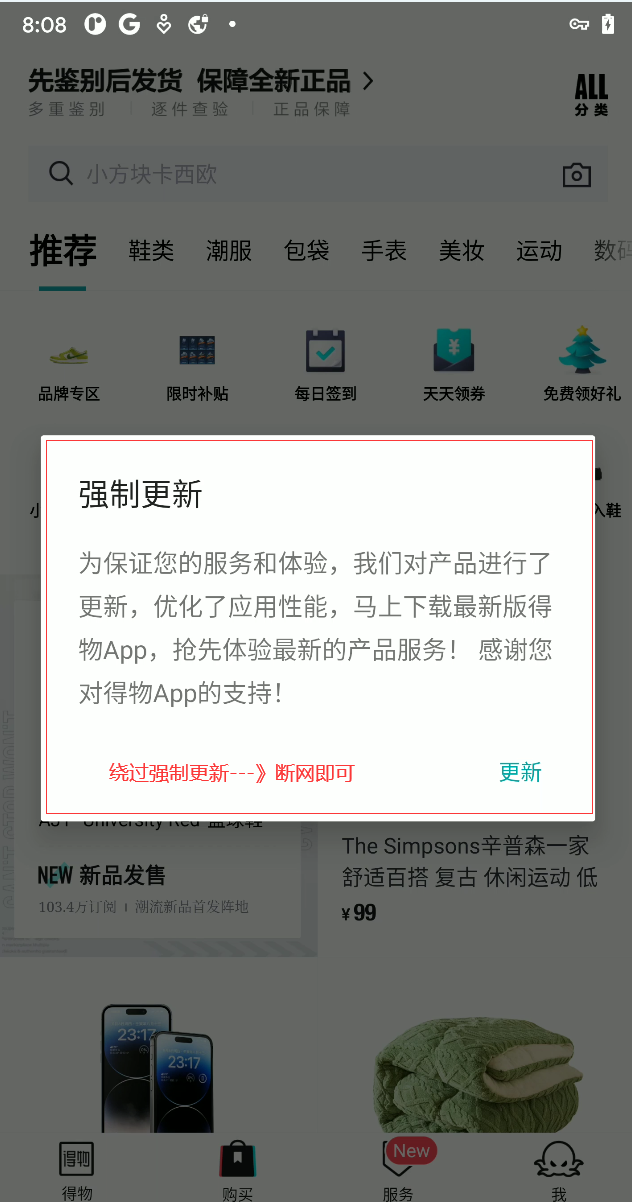 8:08
先鉴别后发货 保障全新正品
多重鉴别 逐件查验 正品保障
ALL
分类
小方块卡西欧
推荐 鞋类 潮服 包袋 手表 美妆 运动 数码
品牌专区 限时补贴 每日签到 天天领券 免费领好礼
入鞋
强制更新
为保证您的服务和体验，我们对产品进行了
更新，优化了应用性能，马上下载最新版得
物App，抢先体验最新的产品服务！ 感谢您
对得物App的支持！
绕过强制更新---》断网即可
更新
The Simpsons辛普森一家
舒适百搭 复古 休闲运动 低
¥99
NEW 新品发售
103.4万订阅 | 潮流新品首发阵地
23:17
23:17
得物
New
得物 购买 服务 我